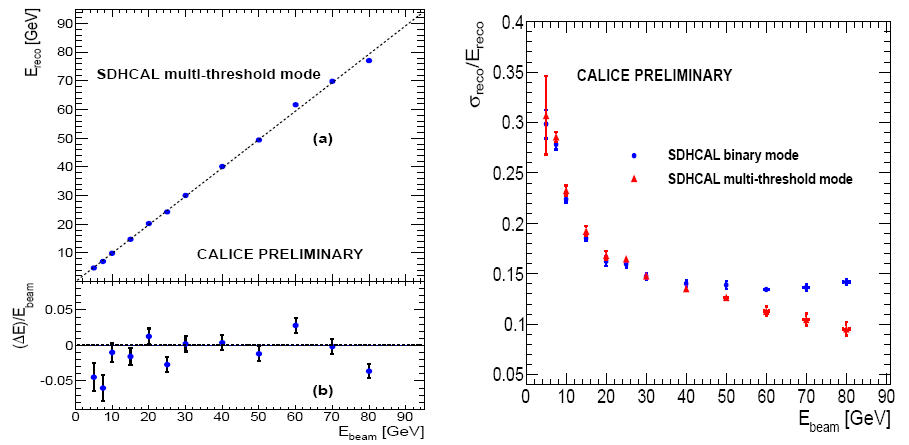 E_reco [GeV]
90
80
70
60
50
40
30
20
10
SDHCAL multi-threshold mode
(a)
CALICE PRELIMINARY
(ΔE)/E_beam
0.05
0
-0.05
(b)
0 10 20 30 40 50 60 70 80 90
E_beam [GeV]
σ_reco/E_reco
0.4
0.35
0.3
0.25
0.2
0.15
0.1
0.05
CALICE PRELIMINARY
SDHCAL binary mode
SDHCAL multi-threshold mode
0 10 20 30 40 50 60 70 80 90
E_beam [GeV]